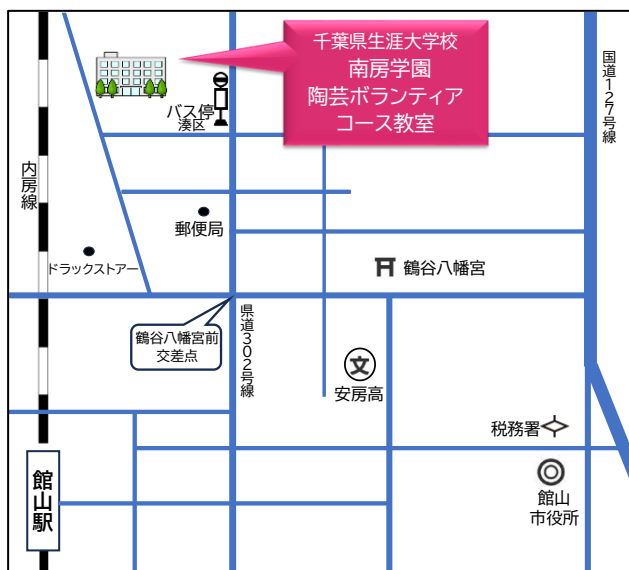 千葉県生涯大学校
南房学園
陶芸ボランティア
コース教室
国道127号線
バス停
湊区
内房線
郵便局
ドラックストアー
鶴谷八幡宮
鶴谷八幡宮前
交差点
県道302号線
文
安房高
税務署
館山駅
館山
市役所